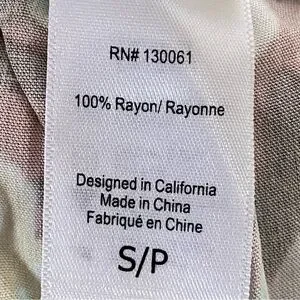 RN# 130061
100% Rayon/ Rayonne
Designed in California
Made in China
Fabriqué en Chine
S/P